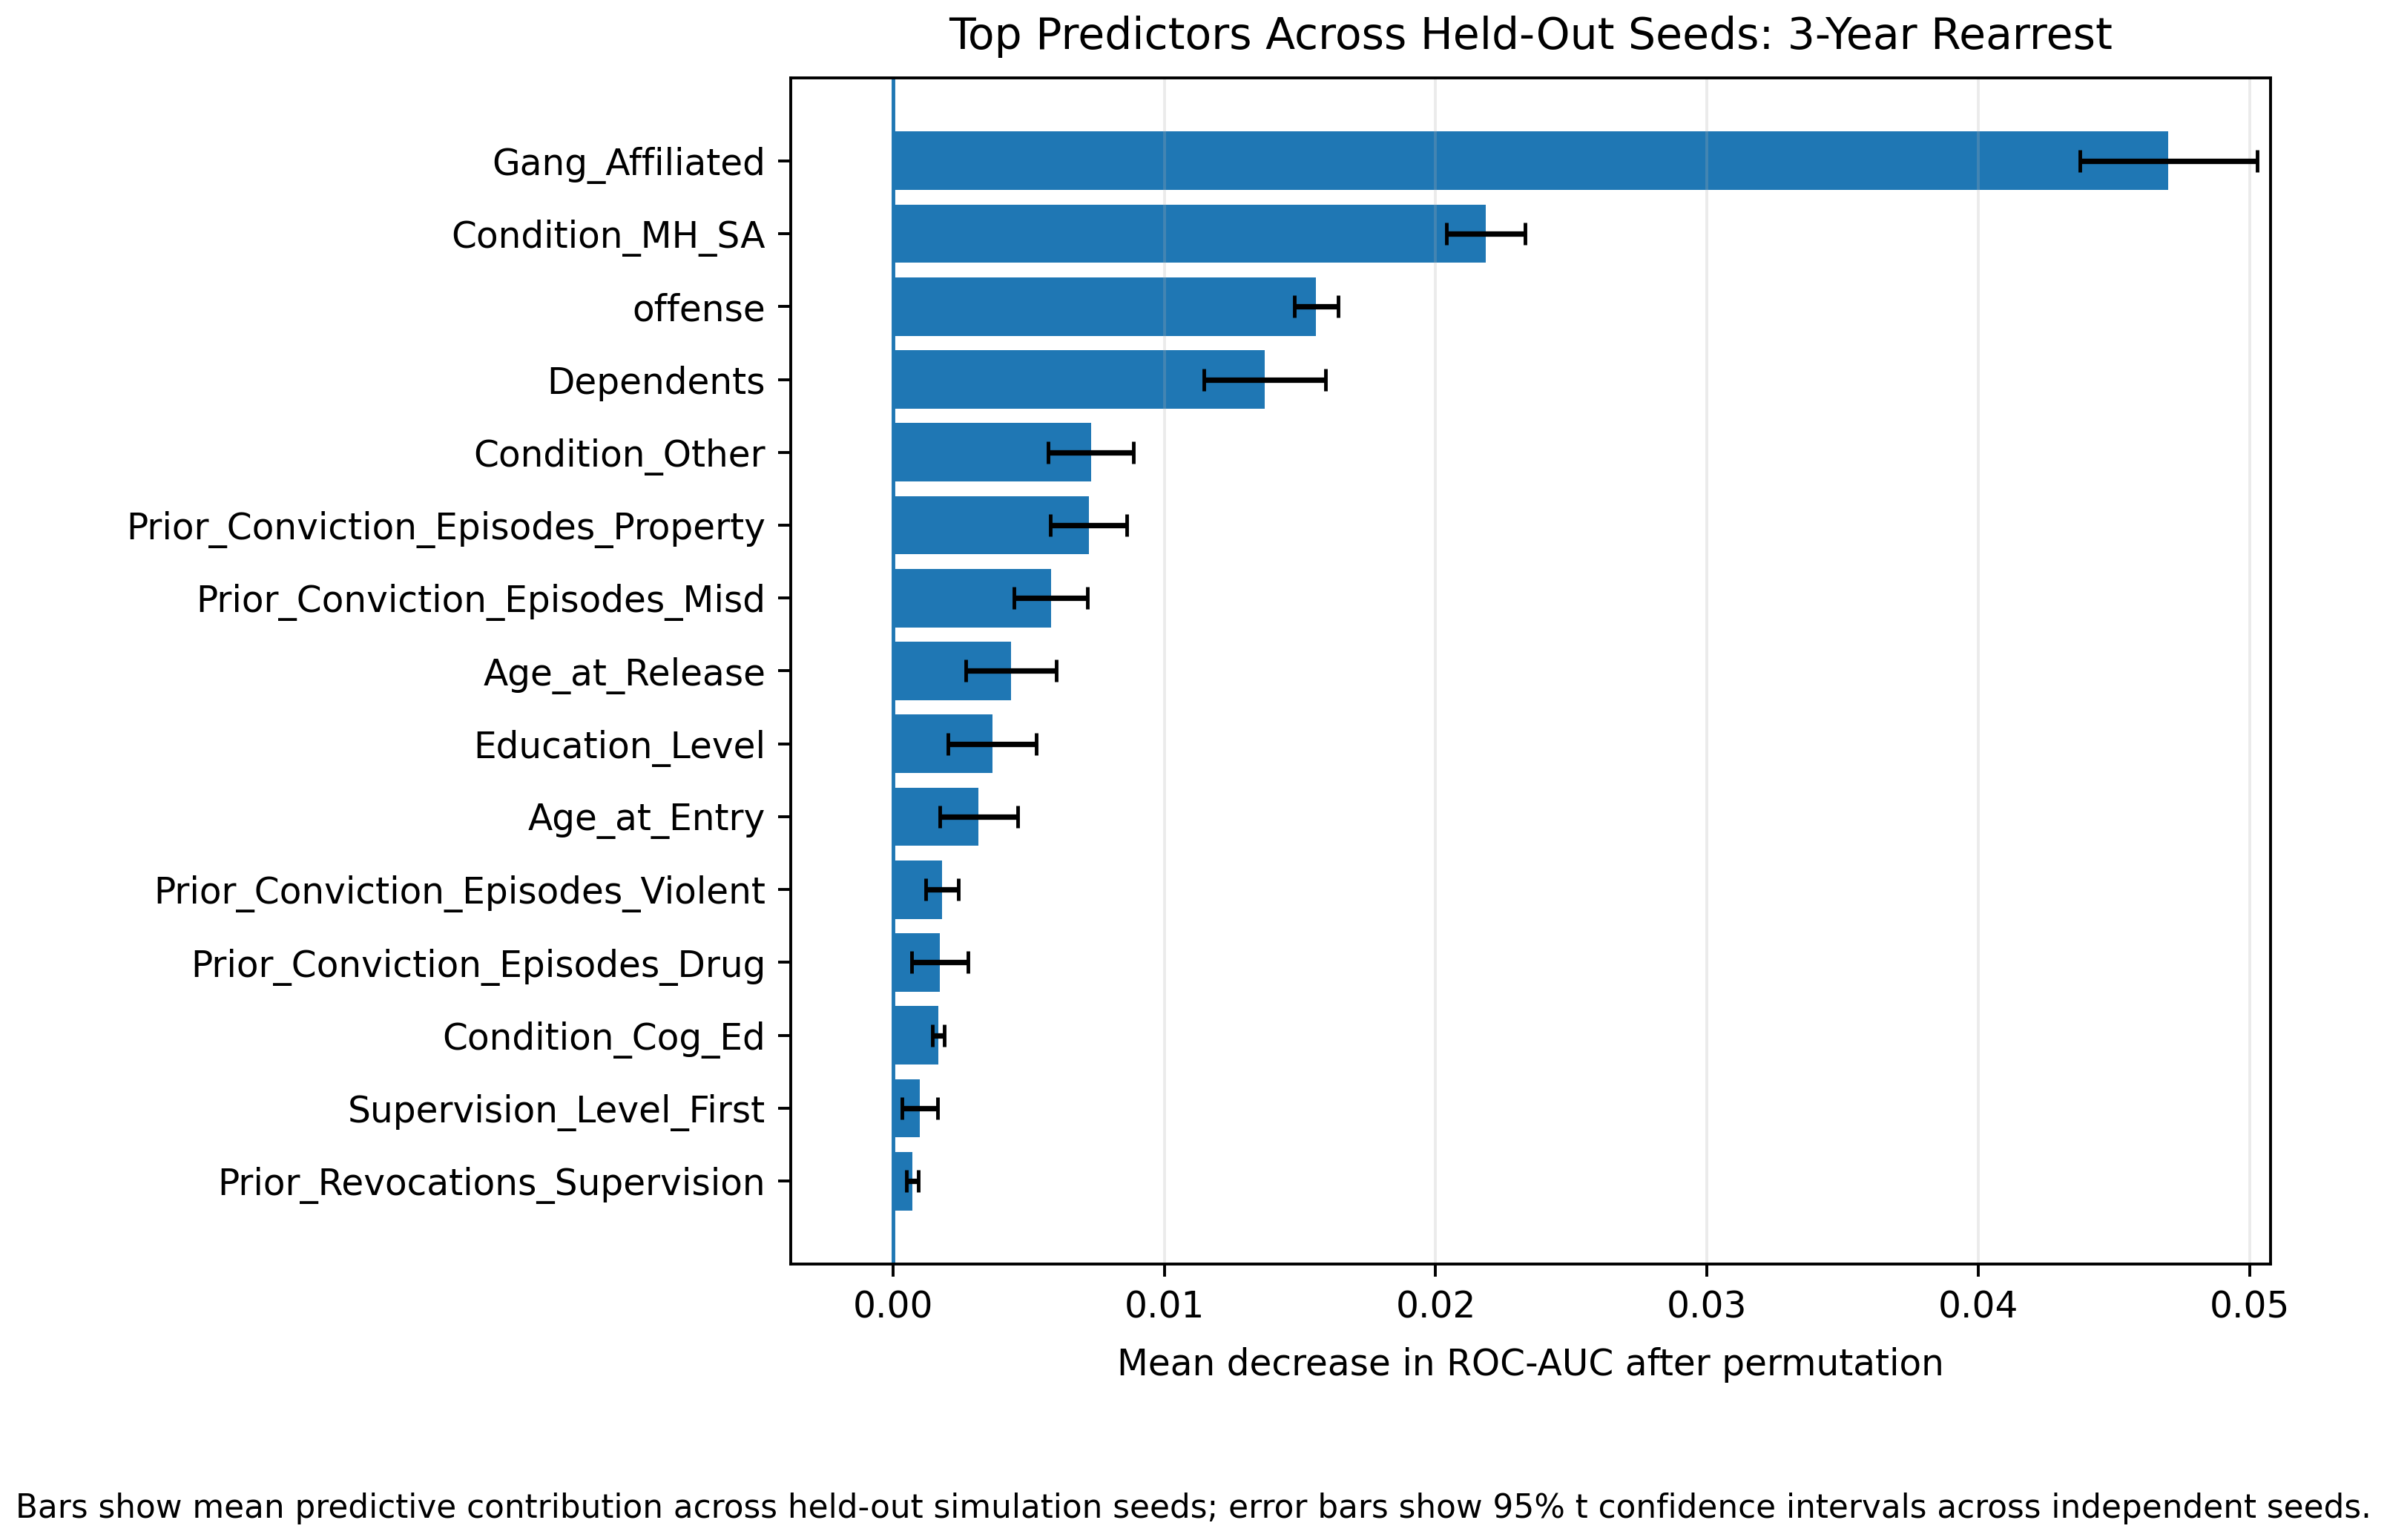 Top Predictors Across Held-Out Seeds: 3-Year Rearrest
Gang_Affiliated
Condition_MH_SA
offense
Dependents
Condition_Other
Prior_Conviction_Episodes_Property
Prior_Conviction_Episodes_Misd
Age_at_Release
Education_Level
Age_at_Entry
Prior_Conviction_Episodes_Violent
Prior_Conviction_Episodes_Drug
Condition_Cog_Ed
Supervision_Level_First
Prior_Revocations_Supervision
0.00 0.01 0.02 0.03 0.04 0.05
Mean decrease in ROC-AUC after permutation
Bars show mean predictive contribution across held-out simulation seeds; error bars show 95% t confidence intervals across independent seeds.